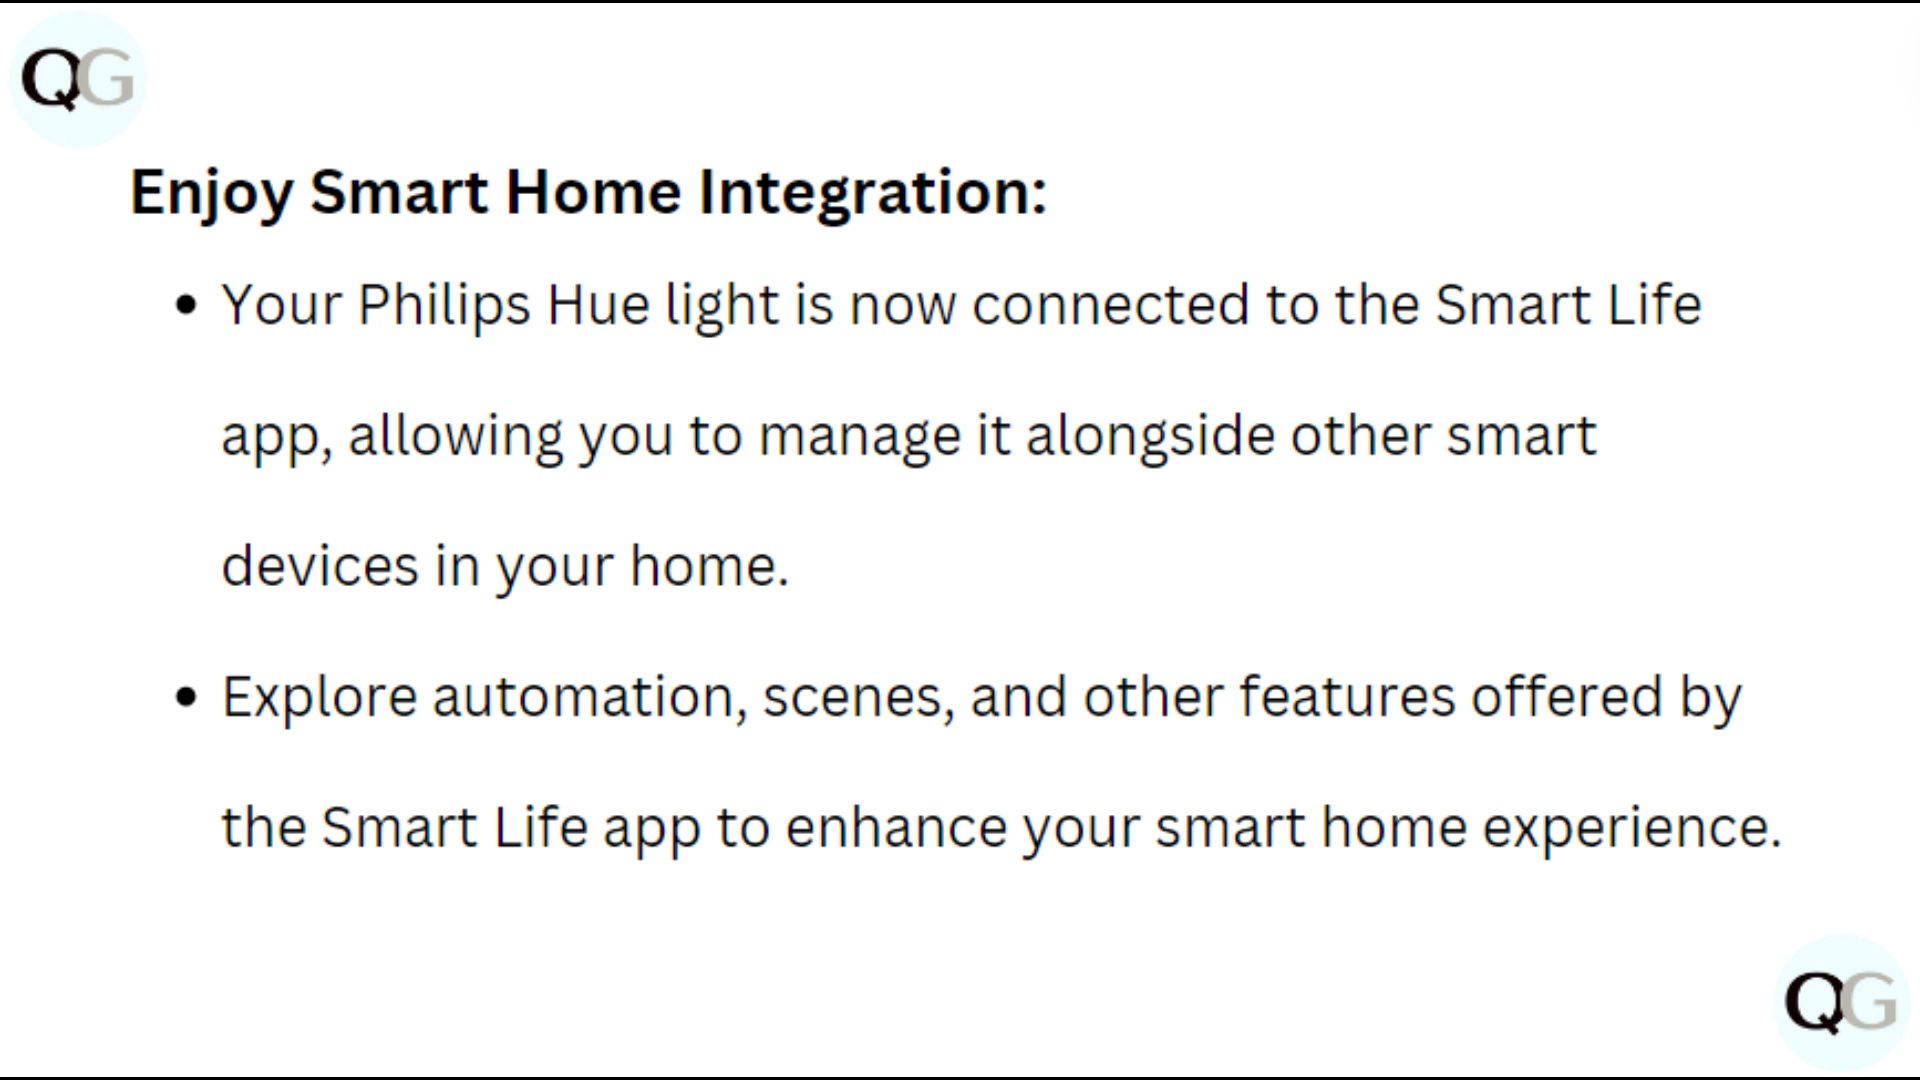 QG
Enjoy Smart Home Integration:
• Your Philips Hue light is now connected to the Smart Life
app, allowing you to manage it alongside other smart
devices in your home.
• Explore automation, scenes, and other features offered by
the Smart Life app to enhance your smart home experience.
QG